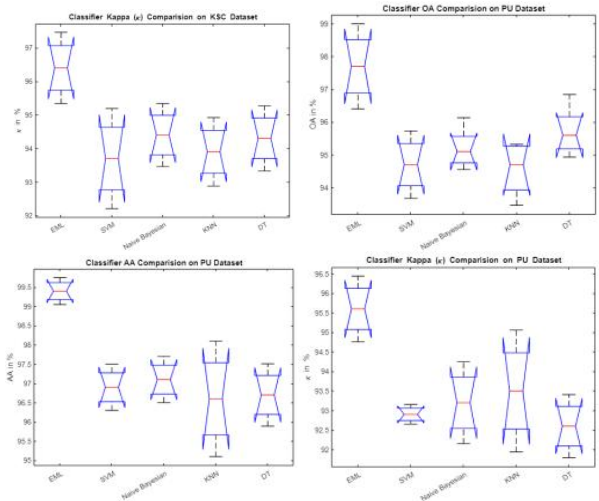 Classifier Kappa (κ) Comparision on KSC Dataset
97
96
95
94
93
92
κ in %
EML
SVM
Naive Bayesian
KNN
DT
Classifier OA Comparision on PU Dataset
99
98
97
96
95
94
OA in %
EML
SVM
Naive Bayesian
KNN
DT
Classifier AA Comparision on PU Dataset
99.5
99
98.5
98
97.5
97
96.5
96
95.5
95
AA in %
EML
SVM
Naive Bayesian
KNN
DT
Classifier Kappa (κ) Comparision on PU Dataset
96.5
96
95.5
95
94.5
94
93.5
93
92.5
92
κ in %
EML
SVM
Naive Bayesian
KNN
DT